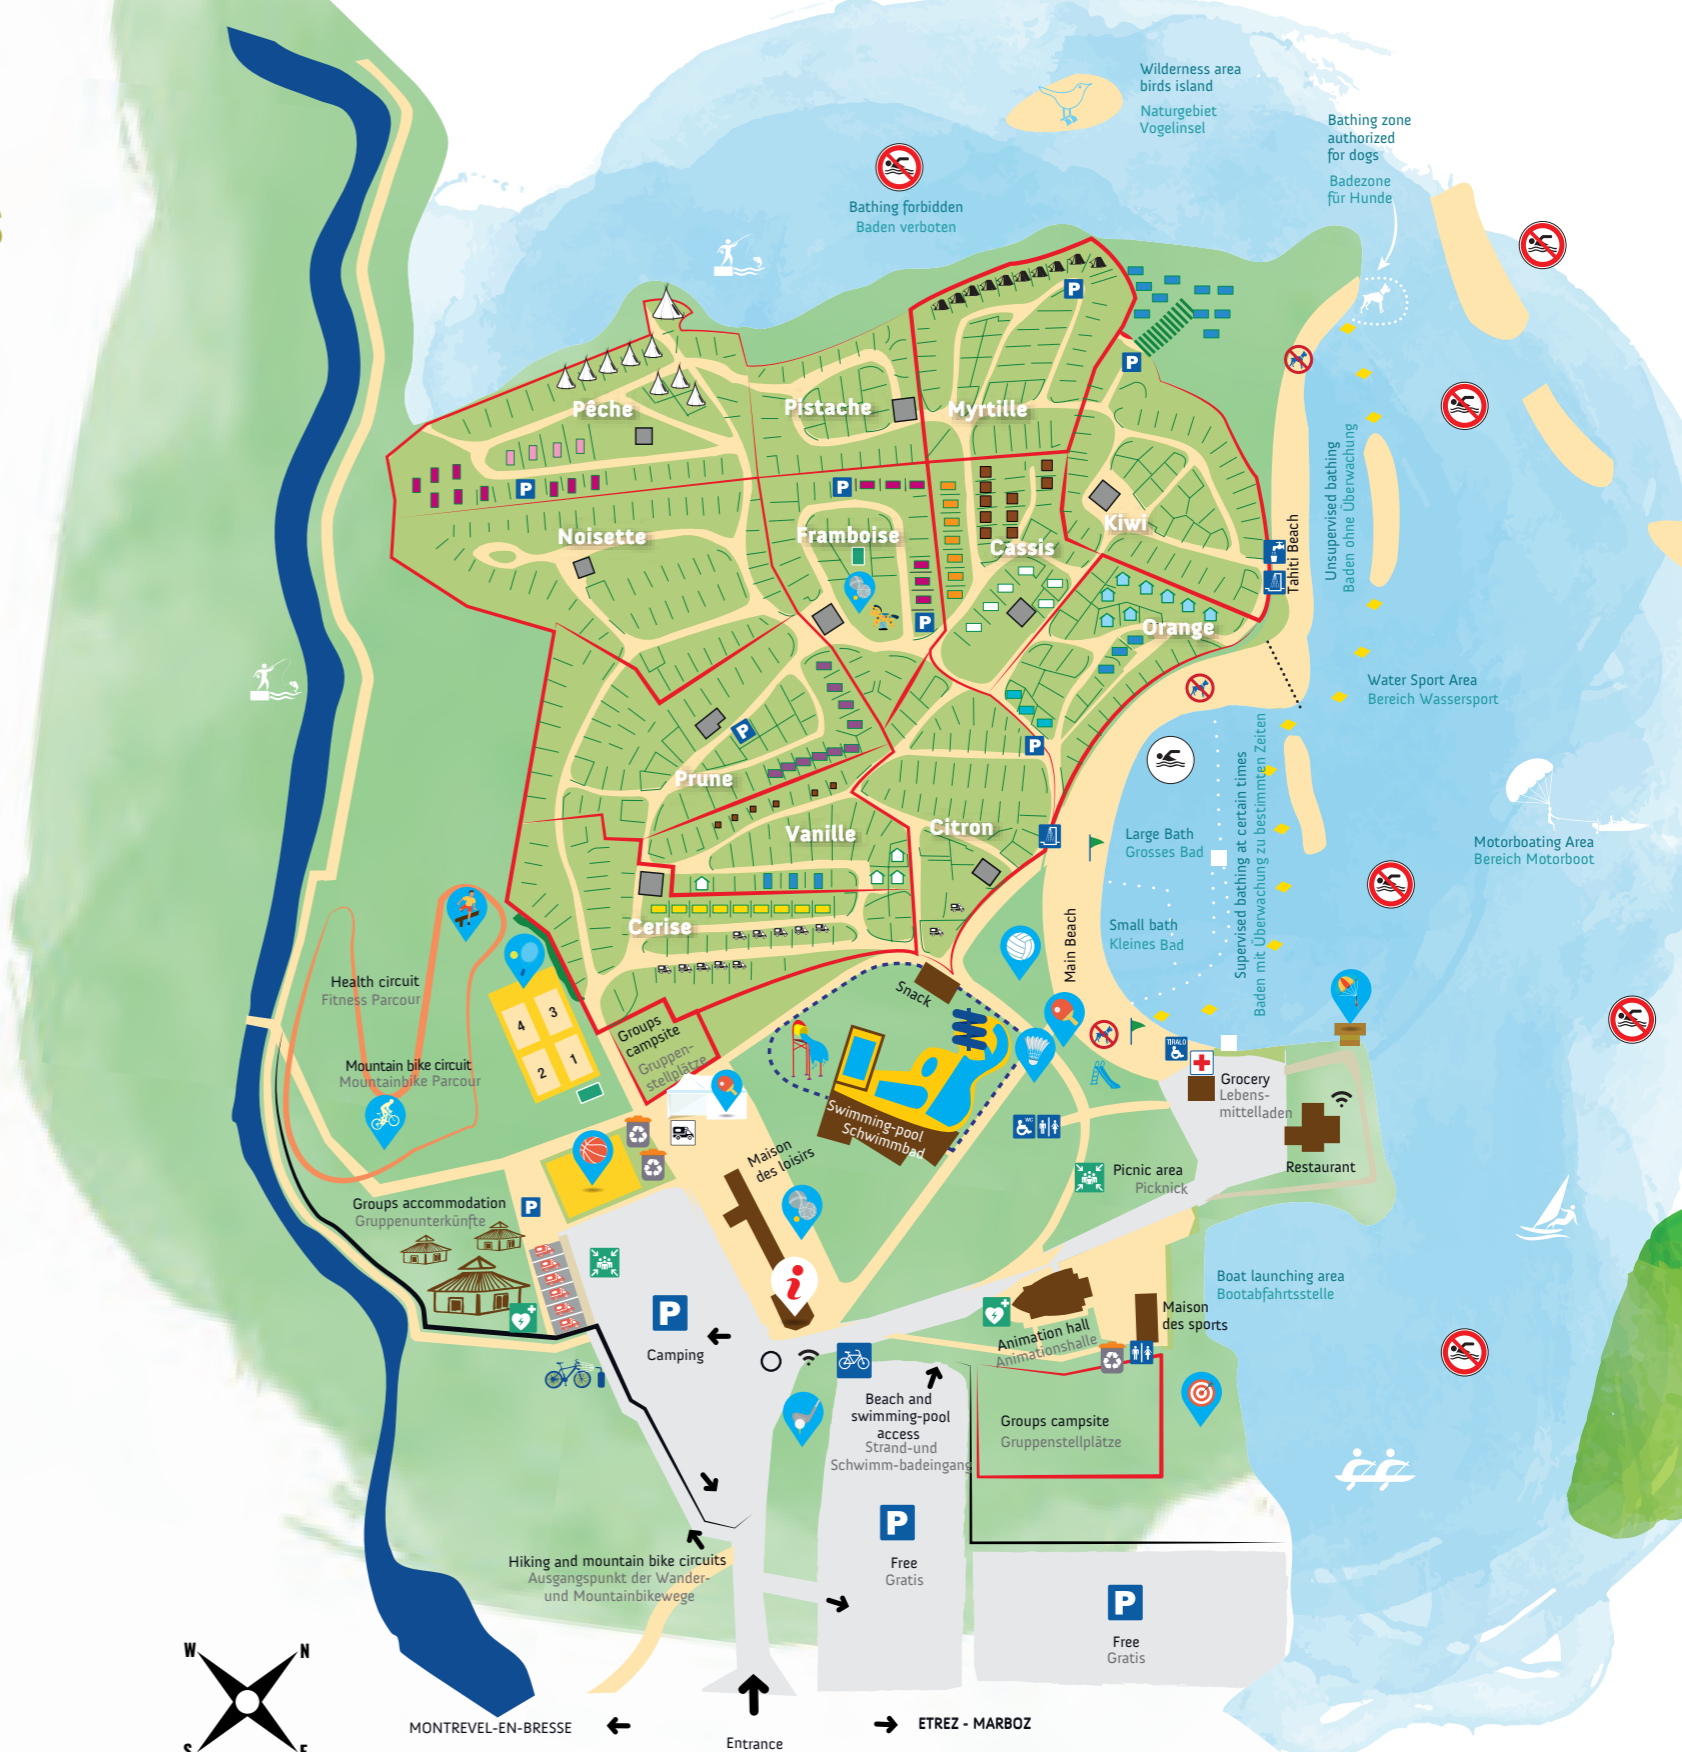 Wilderness area
birds island
Naturgebiet
Vogelinsel
Bathing zone
authorized
for dogs
Badezone
für Hunde
Bathing forbidden
Baden verboten
P
P
Pêche
Pistache
Myrtille
P
P
Noisette
Framboise
Cassis
Kiwi
Tahiti Beach
Unsupervised bathing
Baden ohne Überwachung
P
Orange
Water Sport Area
Bereich Wassersport
P
P
Prune
Vanille
Citron
Large Bath
Grosses Bad
Supervised bathing at certain times
Baden mit Überwachung zu bestimmten Zeiten
Motorboating Area
Bereich Motorboot
Cerise
Small bath
Kleines Bad
Main Beach
Health circuit
Fitness Parcour
Snack
4
3
2
1
Groups
campsite
Gruppen-
stellplätze
Mountain bike circuit
Mountainbike Parcour
TIRALO
Grocery
Lebens-
mittelladen
Swimming-pool
Schwimmbad
WC
Restaurant
Maison
des loisirs
Picnic area
Picknick
Groups accommodation
Gruppenunterkünfte
P
i
P
Camping
Boat launching area
Bootabfahrtsstelle
Maison
des sports
Animation hall
Animationshalle
Beach and
swimming-pool
access
Strand-und
Schwimm-badeingang
Groups campsite
Gruppenstellplätze
P
Free
Gratis
Hiking and mountain bike circuits
Ausgangspunkt der Wander-
und Mountainbikewege
P
Free
Gratis
W
N
S
E
MONTREVEL-EN-BRESSE
ETREZ - MARBOZ
Entrance